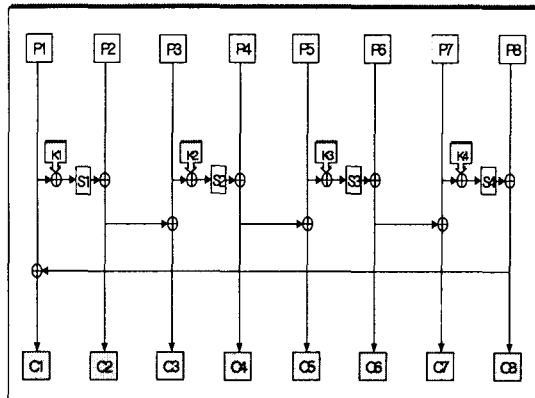 P1 P2 P3 P4 P5 P6 P7 P8
K1 K2 K3 K4
S1 S2 S3 S4
C1 C2 C3 C4 C5 C6 C7 C8